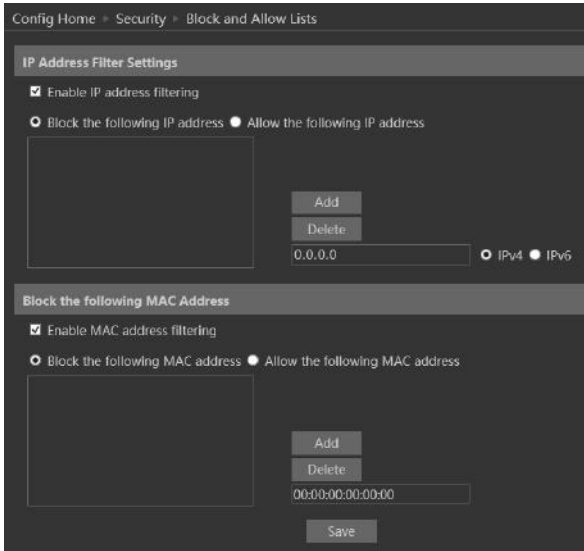 Config Home ▸ Security ▸ Block and Allow Lists
IP Address Filter Settings
Enable IP address filtering
Block the following IP address Allow the following IP address
Add
Delete
0.0.0.0 IPv4 IPv6
Block the following MAC Address
Enable MAC address filtering
Block the following MAC address Allow the following MAC address
Add
Delete
00:00:00:00:00:00
Save